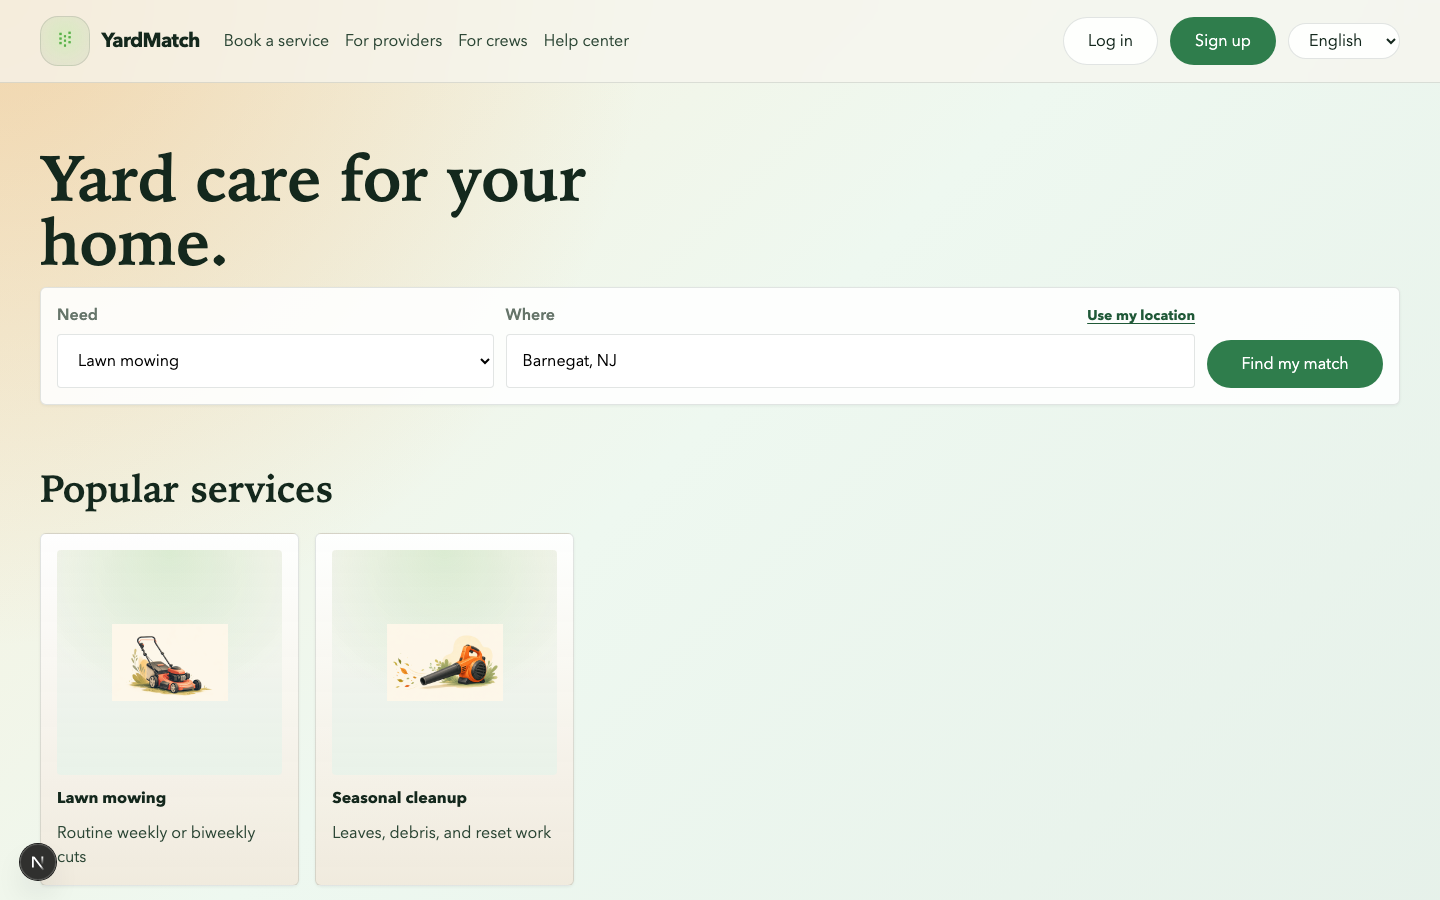 YardMatch
Book a service
For providers
For crews
Help center
Log in
Sign up
English
Yard care for your
home.
Need
Where
Use my location
Lawn mowing
Barnegat, NJ
Find my match
Popular services
Lawn mowing
Routine weekly or biweekly
cuts
Seasonal cleanup
Leaves, debris, and reset work
N